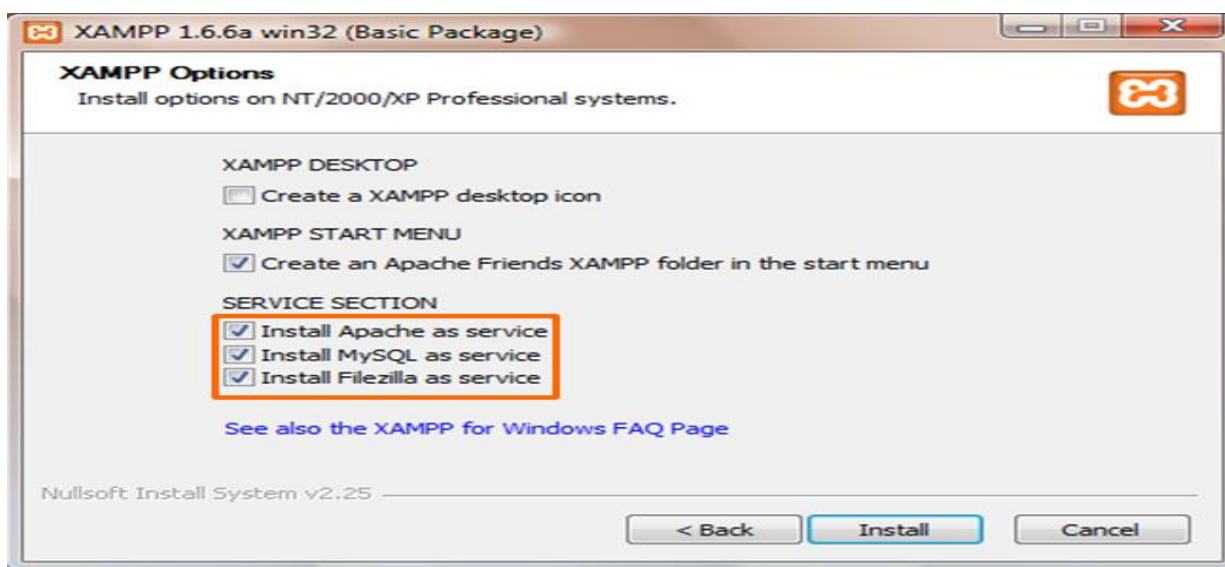 XAMPP 1.6.6a win32 (Basic Package)
XAMPP Options
Install options on NT/2000/XP Professional systems.
XAMPP DESKTOP
Create a XAMPP desktop icon
XAMPP START MENU
Create an Apache Friends XAMPP folder in the start menu
SERVICE SECTION
Install Apache as service
Install MySQL as service
Install Filezilla as service
See also the XAMPP for Windows FAQ Page
Nullsoft Install System v2.25
< Back Install Cancel